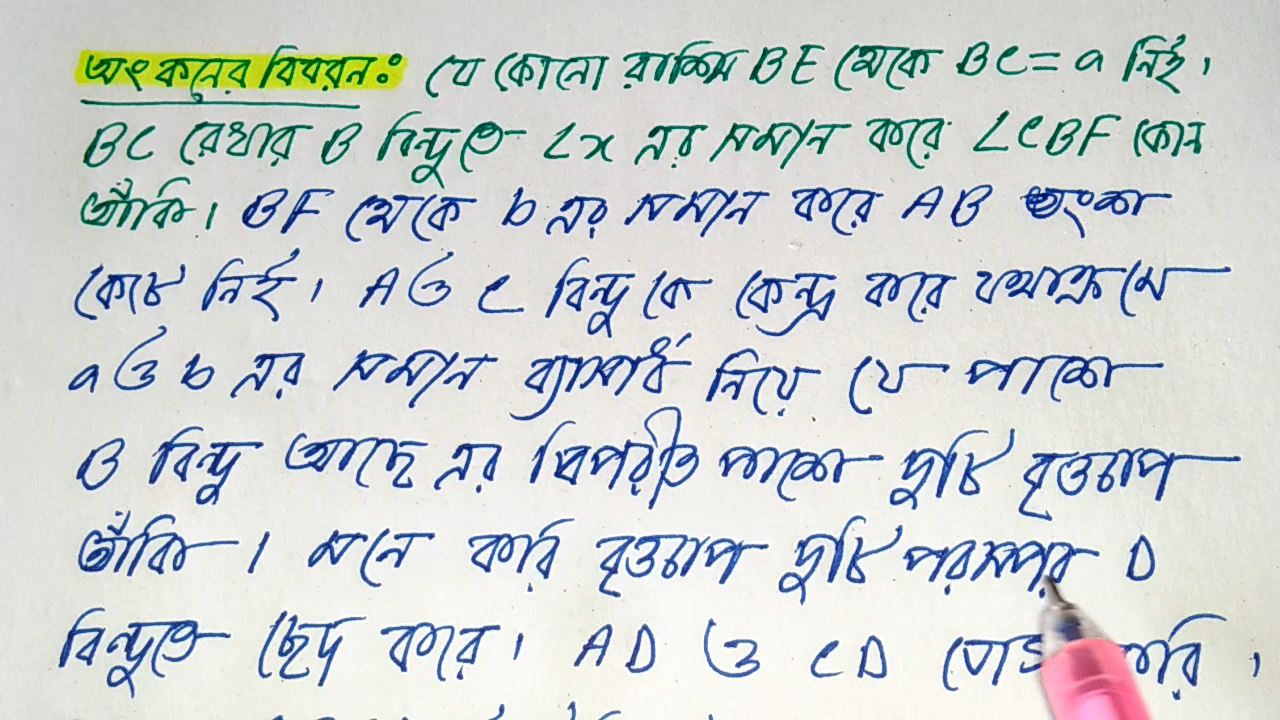 অংকনের বিবরন: যে কোনো রাশ্মি BE থেকে BC = a নিই।
BC রেখার B বিন্দুতে ∠x এর সমান করে ∠CBF কোন
আঁকি। BF থেকে b এর সমান করে AB অংশ
কেটে নিই। A ও C বিন্দু কে কেন্দ্র করে যথাক্রমে
a ও b এর সমান ব্যাসার্ধ নিয়ে যে পাশে
B বিন্দু আছে এর বিপরীত পাশে দুটি বৃত্তচাপ
আঁকি। মনে করি বৃত্তচাপ দুটি পরস্পর D
বিন্দুতে ছেদ করে। AD ও CD